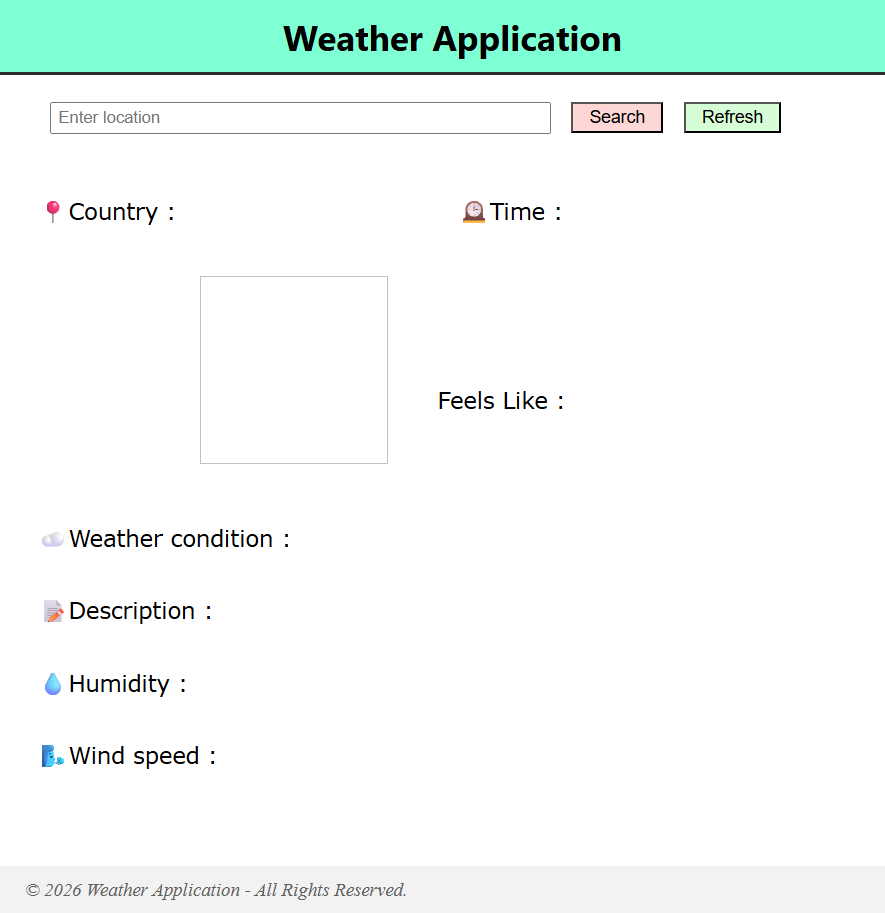 Weather Application
Enter location
Search
Refresh
📍Country :
🕰️Time :
Feels Like :
☁️Weather condition :
📝Description :
💧Humidity :
🌬️Wind speed :
© 2026 Weather Application - All Rights Reserved.